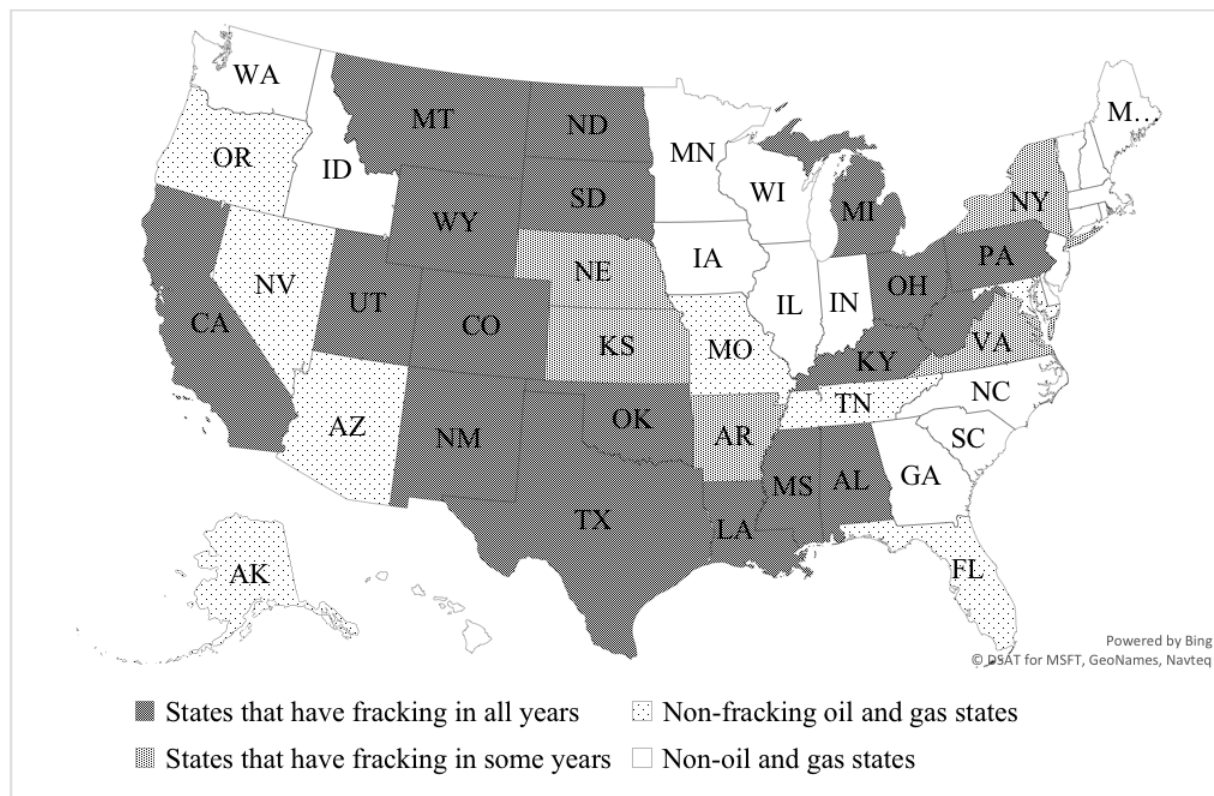 WA
MT
ND
MN
M...
OR
ID
WI
SD
MI
NY
WY
IA
PA
NE
NV
IL
IN
OH
UT
CO
CA
KS
MO
KY
VA
NC
TN
AZ
NM
OK
AR
SC
MS
AL
GA
TX
LA
AK
FL
Powered by Bing
© DSAT for MSFT, GeoNames, Navteq
States that have fracking in all years
Non-fracking oil and gas states
States that have fracking in some years
Non-oil and gas states